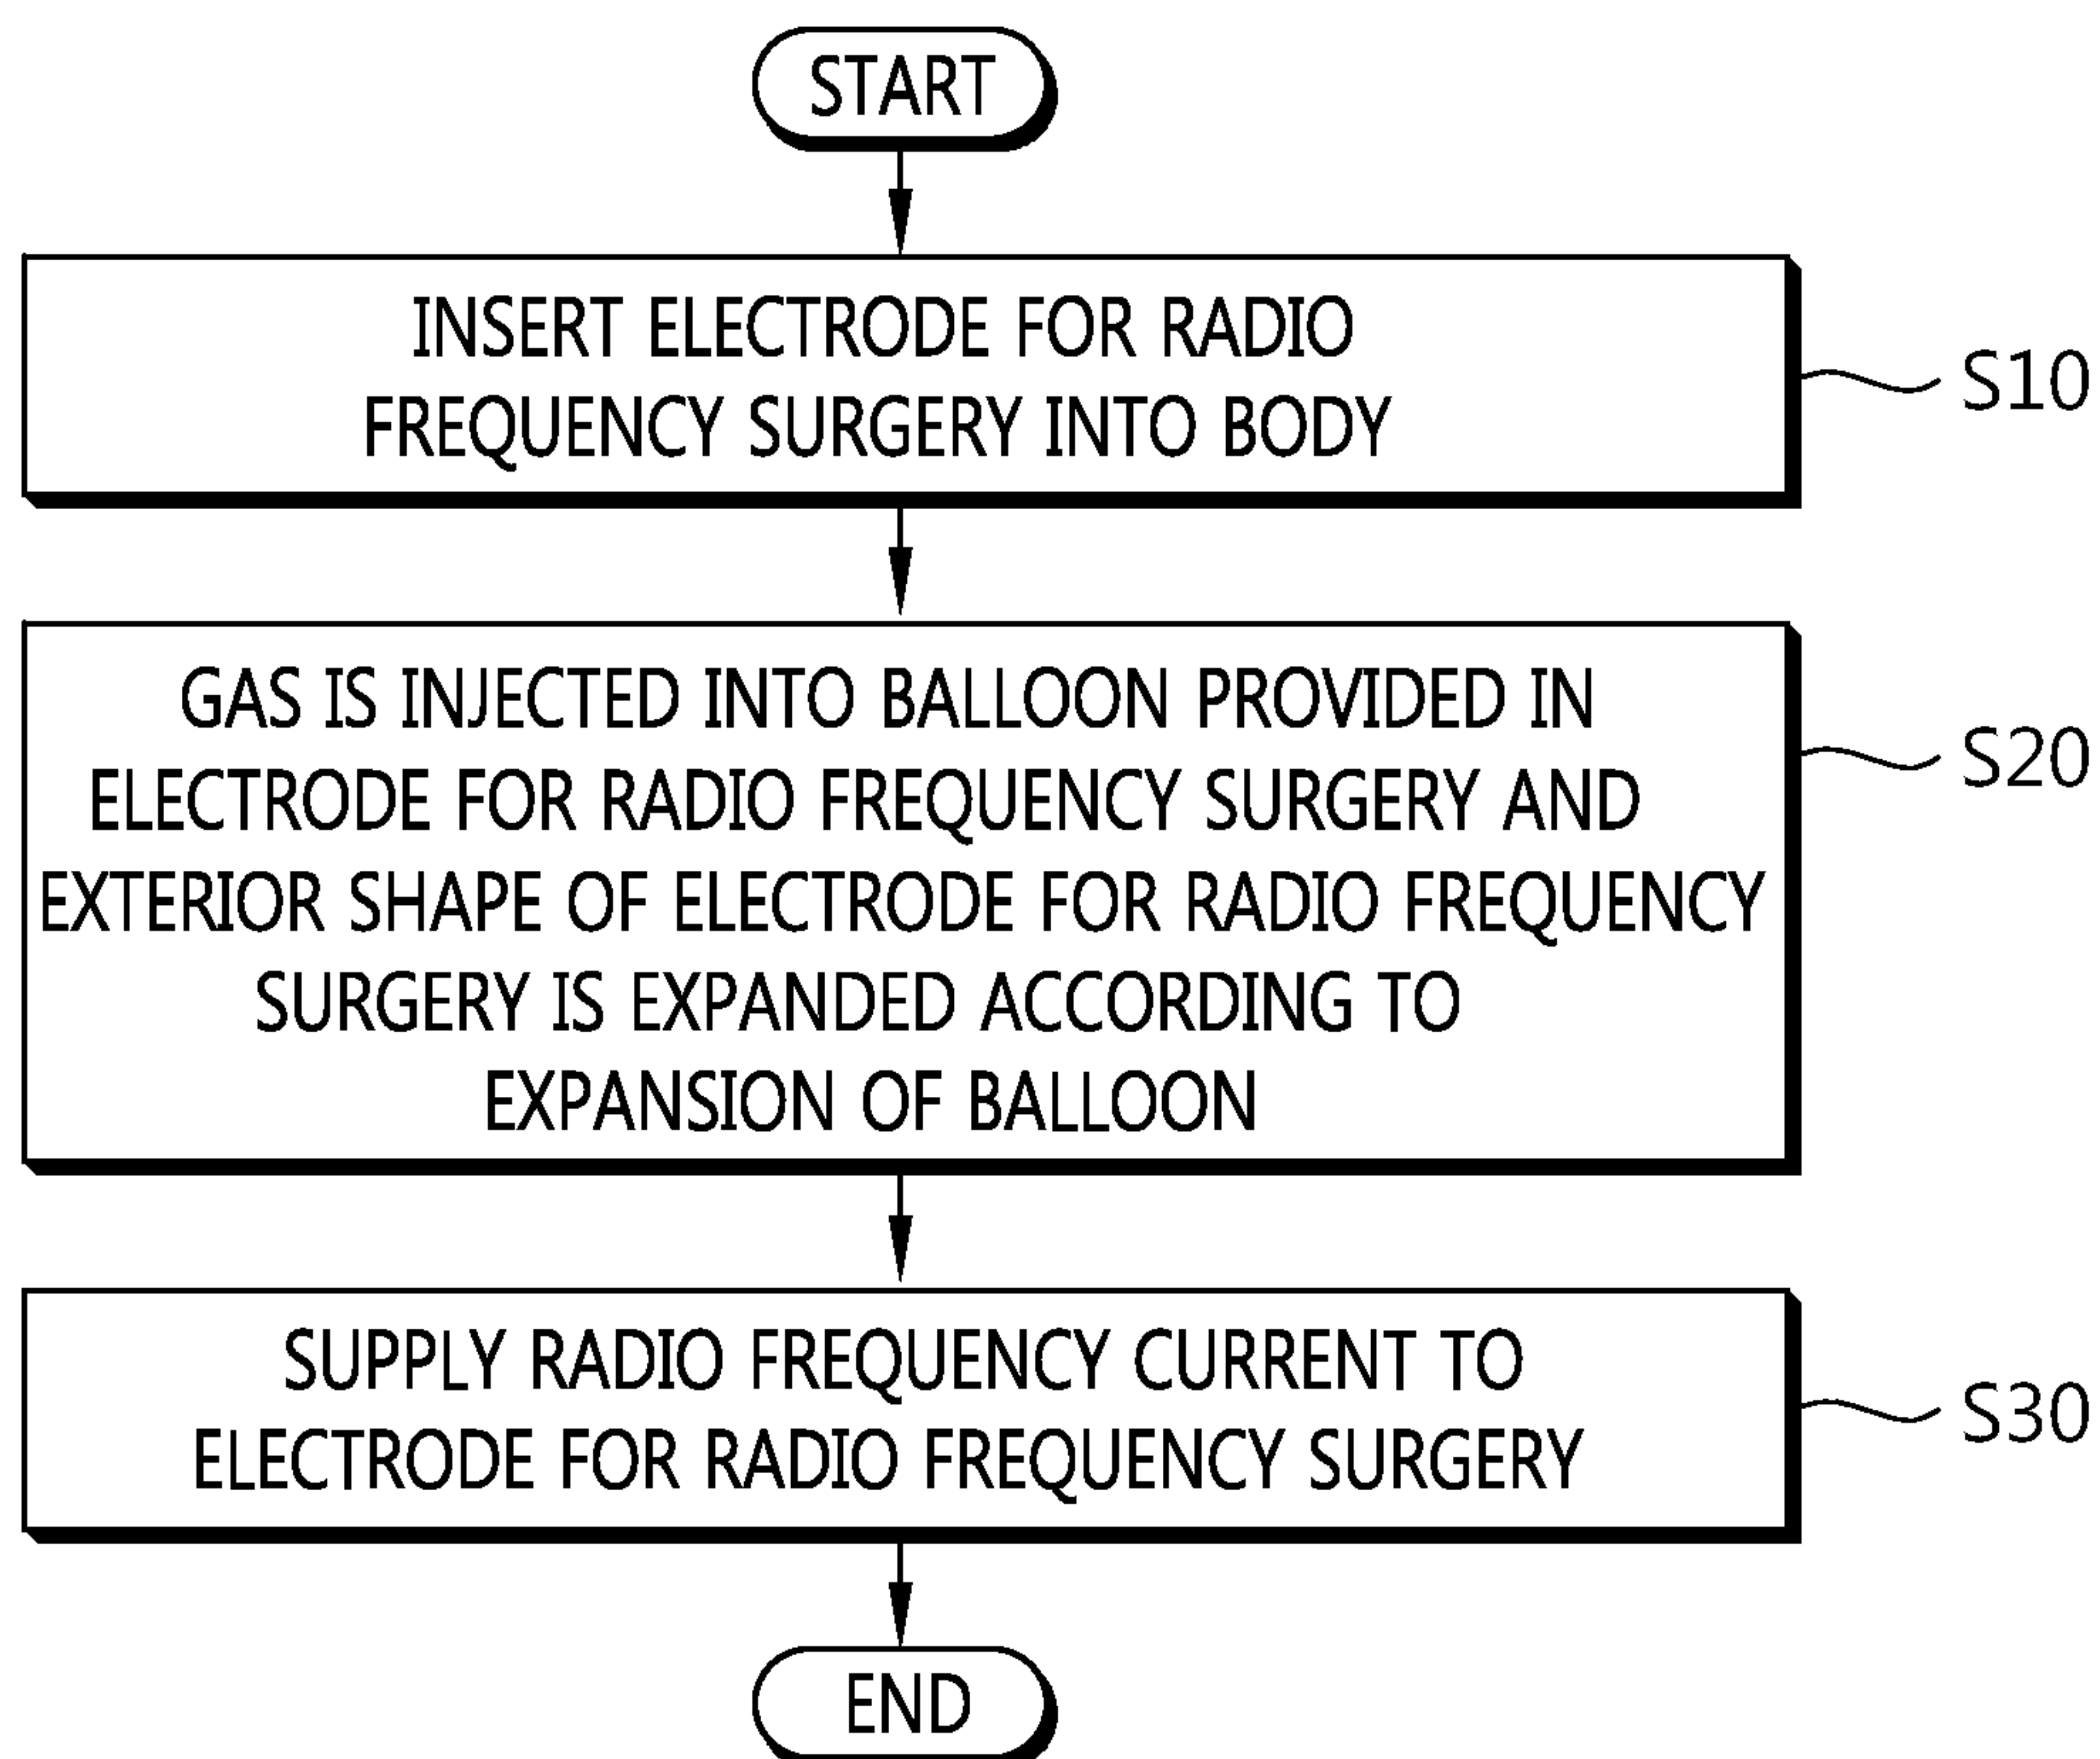 START
INSERT ELECTRODE FOR RADIO
FREQUENCY SURGERY INTO BODY
S10
GAS IS INJECTED INTO BALLOON PROVIDED IN
ELECTRODE FOR RADIO FREQUENCY SURGERY AND
EXTERIOR SHAPE OF ELECTRODE FOR RADIO FREQUENCY
SURGERY IS EXPANDED ACCORDING TO
EXPANSION OF BALLOON
S20
SUPPLY RADIO FREQUENCY CURRENT TO
ELECTRODE FOR RADIO FREQUENCY SURGERY
S30
END